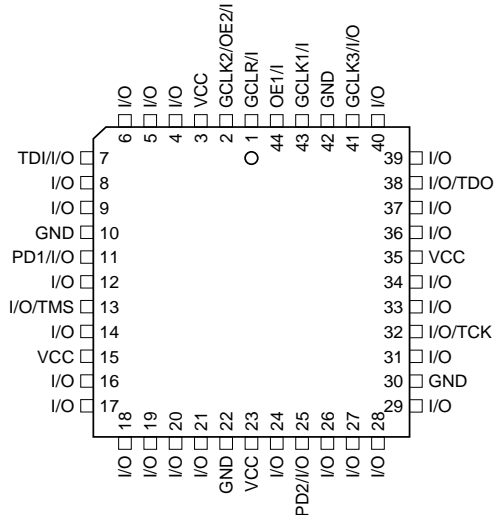 I/O
I/O
I/O
VCC
GCLK2/OE2/I
GCLR/I
OE1/I
GCLK1/I
GND
GCLK3/I/O
I/O
6
5
4
3
2
1
44
43
42
41
40
TDI/I/O 7
I/O 8
I/O 9
GND 10
PD1/I/O 11
I/O 12
I/O/TMS 13
I/O 14
VCC 15
I/O 16
I/O 17
39 I/O
38 I/O/TDO
37 I/O
36 I/O
35 VCC
34 I/O
33 I/O
32 I/O/TCK
31 I/O
30 GND
29 I/O
18
19
20
21
22
23
24
25
26
27
28
I/O
I/O
I/O
I/O
GND
VCC
I/O
PD2/I/O
I/O
I/O
I/O